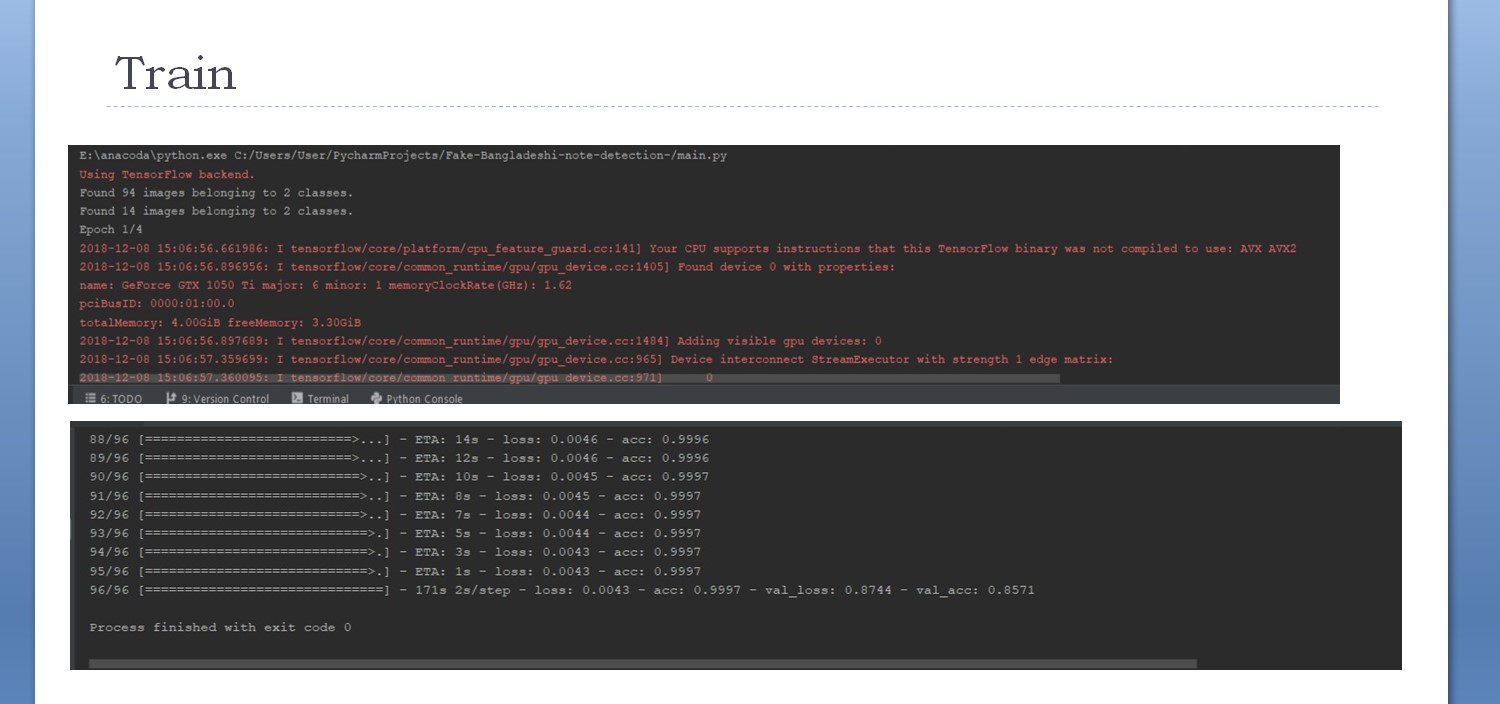 Train
E:\anacoda\python.exe C:/Users/User/PycharmProjects/Fake-Bangladeshi-note-detection-/main.py
Using TensorFlow backend.
Found 94 images belonging to 2 classes.
Found 14 images belonging to 2 classes.
Epoch 1/4
2018-12-08 15:06:56.661986: I tensorflow/core/platform/cpu_feature_guard.cc:141] Your CPU supports instructions that this TensorFlow binary was not compiled to use: AVX AVX2
2018-12-08 15:06:56.896956: I tensorflow/core/common_runtime/gpu/gpu_device.cc:1405] Found device 0 with properties:
name: GeForce GTX 1050 Ti major: 6 minor: 1 memoryClockRate(GHz): 1.62
pciBusID: 0000:01:00.0
totalMemory: 4.00GiB freeMemory: 3.30GiB
2018-12-08 15:06:56.897689: I tensorflow/core/common_runtime/gpu/gpu_device.cc:1484] Adding visible gpu devices: 0
2018-12-08 15:06:57.359699: I tensorflow/core/common_runtime/gpu/gpu_device.cc:965] Device interconnect StreamExecutor with strength 1 edge matrix:
2018-12-08 15:06:57.360095: I tensorflow/core/common_runtime/gpu/gpu_device.cc:971]      0
6: TODO 9: Version Control Terminal Python Console
88/96 [==========================>...] - ETA: 14s - loss: 0.0046 - acc: 0.9996
89/96 [==========================>...] - ETA: 12s - loss: 0.0046 - acc: 0.9996
90/96 [===========================>..] - ETA: 10s - loss: 0.0045 - acc: 0.9997
91/96 [===========================>..] - ETA: 8s - loss: 0.0045 - acc: 0.9997
92/96 [===========================>..] - ETA: 7s - loss: 0.0044 - acc: 0.9997
93/96 [============================>.] - ETA: 5s - loss: 0.0044 - acc: 0.9997
94/96 [============================>.] - ETA: 3s - loss: 0.0043 - acc: 0.9997
95/96 [============================>.] - ETA: 1s - loss: 0.0043 - acc: 0.9997
96/96 [==============================] - 171s 2s/step - loss: 0.0043 - acc: 0.9997 - val_loss: 0.8744 - val_acc: 0.8571
Process finished with exit code 0